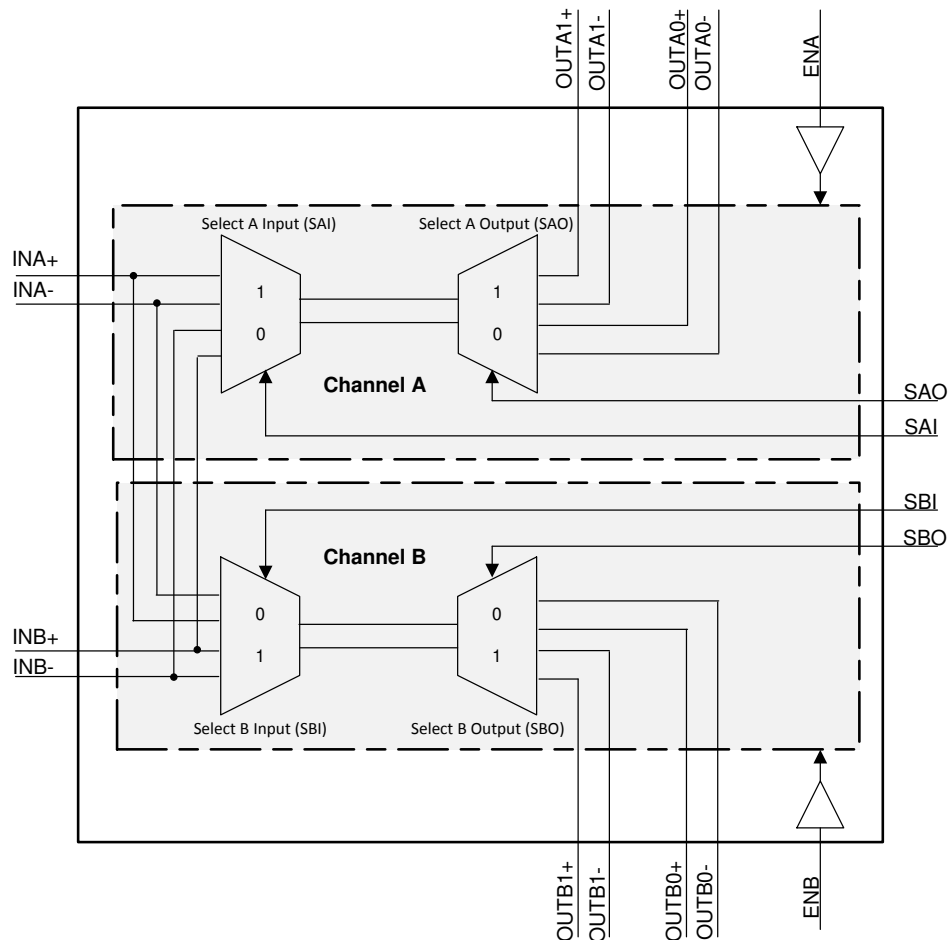 OUTA1+
OUTA1-
OUTA0+
OUTA0-
ENA
Select A Input (SAI)
Select A Output (SAO)
INA+
INA-
1
0
1
0
Channel A
SAO
SAI
SBI
SBO
Channel B
0
1
0
1
INB+
INB-
Select B Input (SBI)
Select B Output (SBO)
OUTB1+
OUTB1-
OUTB0+
OUTB0-
ENB